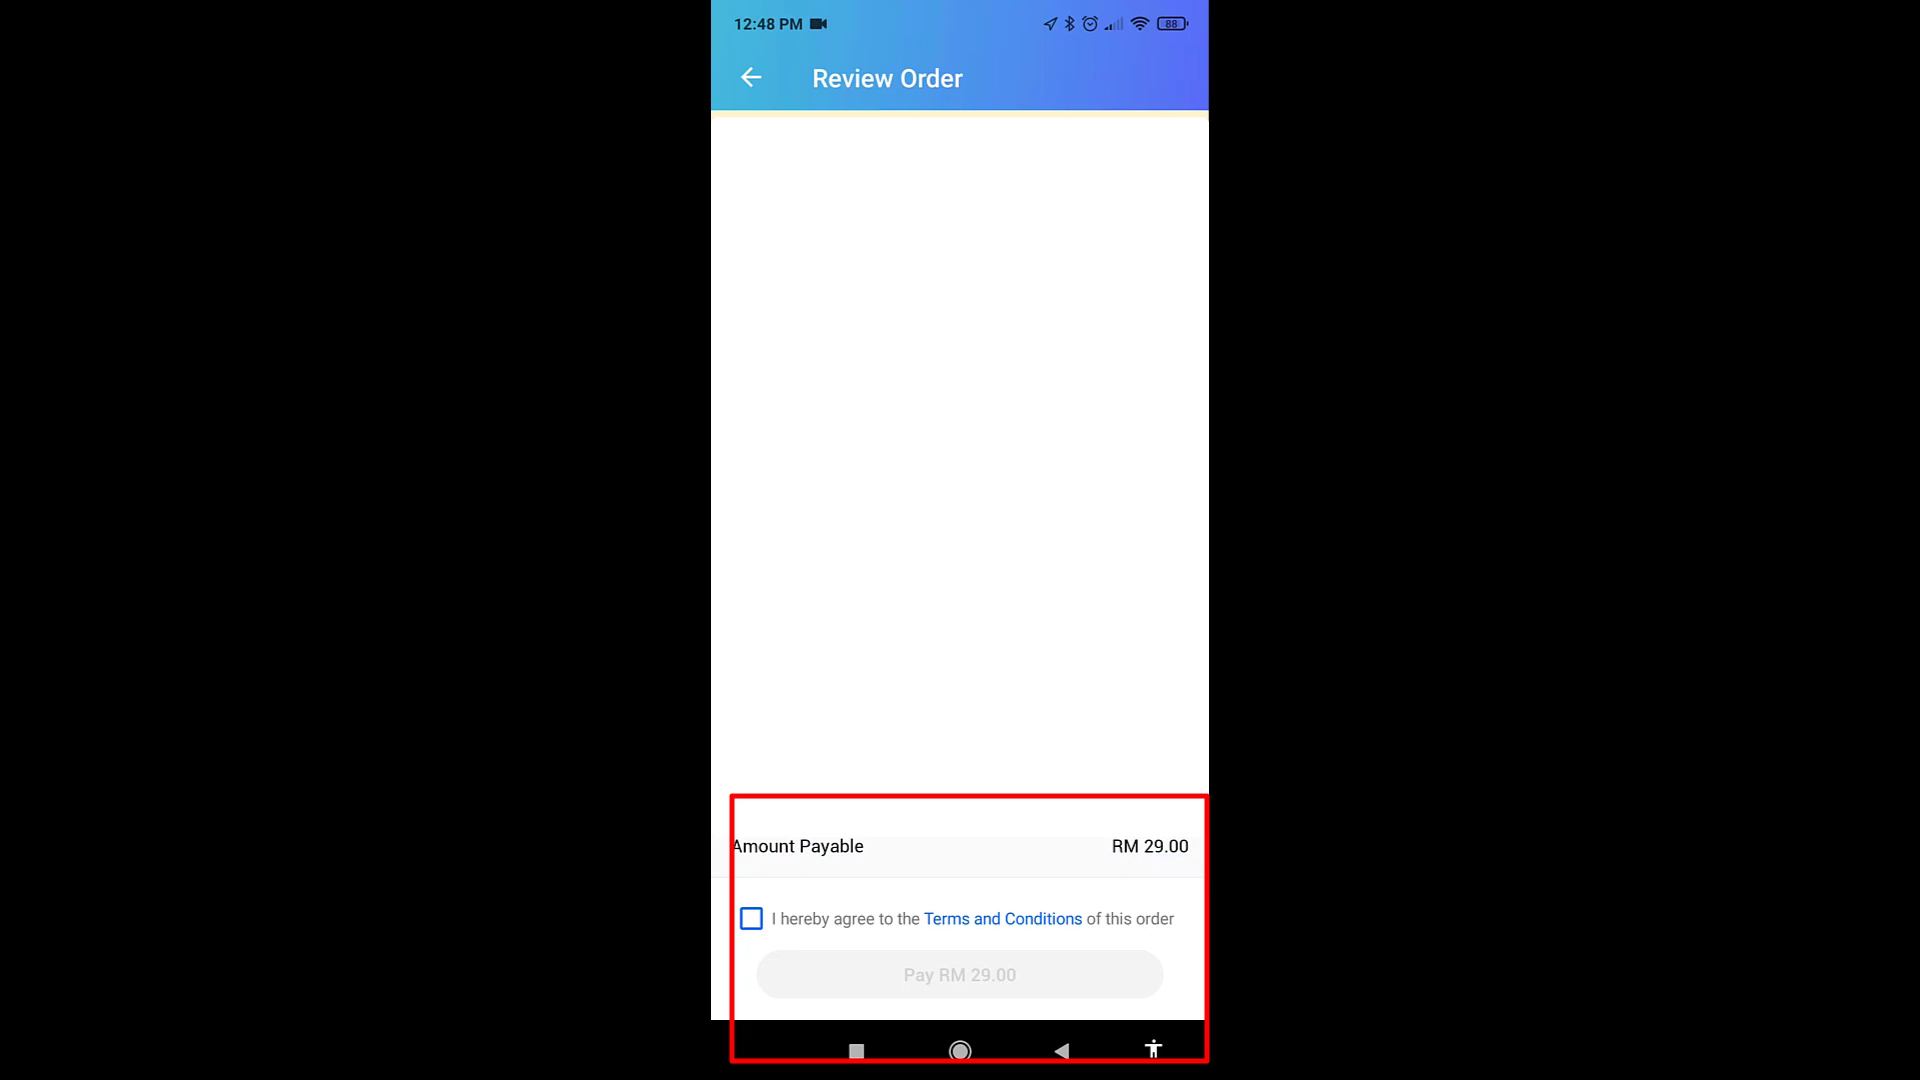 12:48 PM
88
Review Order
Amount Payable RM 29.00
I hereby agree to the Terms and Conditions of this order
Pay RM 29.00